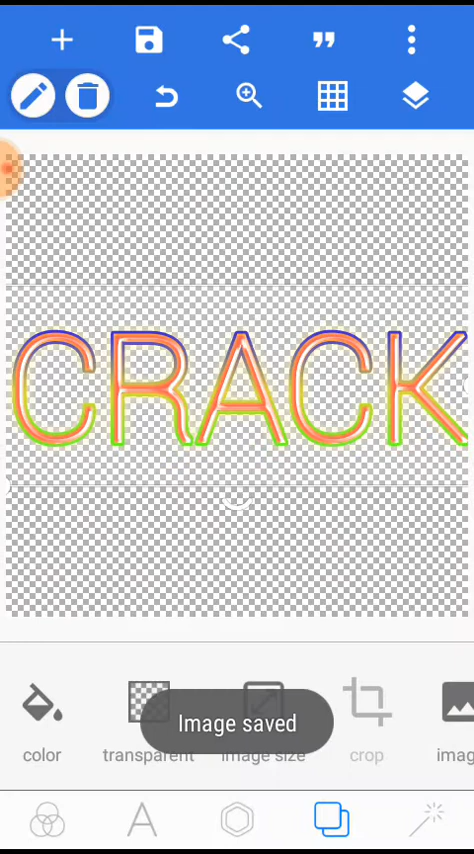 CRACK
Image saved
color
transparent
image size
crop
imag